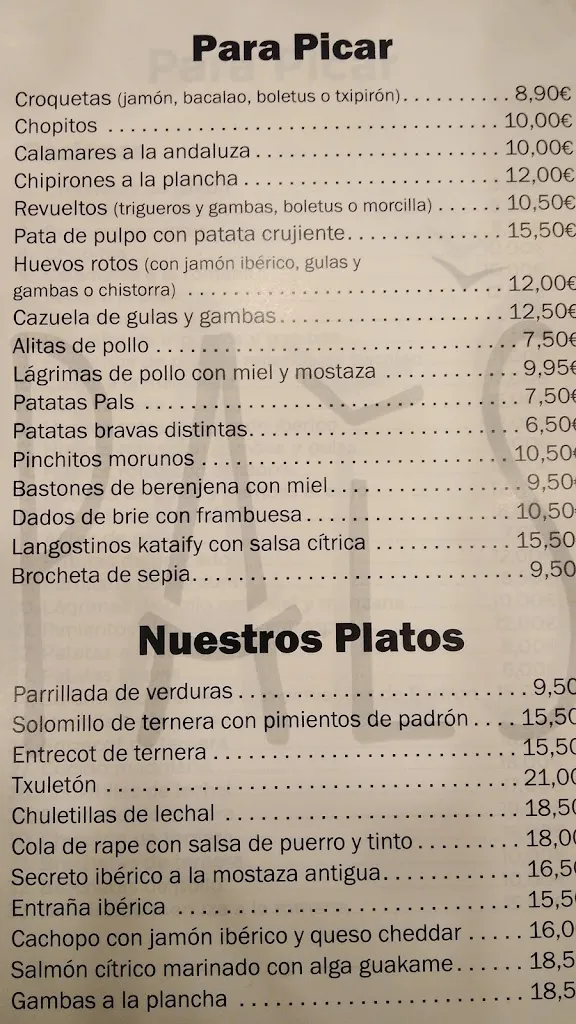 Para Picar
Croquetas (jamón, bacalao, boletus o txipirón).......... 8,90€
Chopitos .......... 10,00€
Calamares a la andaluza.......... 10,00€
Chipirones a la plancha.......... 12,00€
Revueltos (trigueros y gambas, boletus o morcilla) ...... 10,50€
Pata de pulpo con patata crujiente.......... 15,50€
Huevos rotos (con jamón ibérico, gulas y
gambas o chistorra) .......... 12,00€
Cazuela de gulas y gambas.......... 12,50€
Alitas de pollo .......... 7,50€
Lágrimas de pollo con miel y mostaza .......... 9,95€
Patatas Pals .......... 7,50€
Patatas bravas distintas.......... 6,50€
Pinchitos morunos .......... 10,50€
Bastones de berenjena con miel.......... 9,50€
Dados de brie con frambuesa.......... 10,50
Langostinos kataify con salsa cítrica .......... 15,50
Brocheta de sepia.......... 9,50
Nuestros Platos
Parrillada de verduras .......... 9,50
Solomillo de ternera con pimientos de padrón .... 15,50
Entrecot de ternera .......... 15,50
Txuletón .......... 21,00
Chuletillas de lechal .......... 18,50
Cola de rape con salsa de puerro y tinto .......... 18,00
Secreto ibérico a la mostaza antigua.......... 16,50
Entraña ibérica .......... 15,5
Cachopo con jamón ibérico y queso cheddar ..... 16,0
Salmón cítrico marinado con alga guakame...... 18,5
Gambas a la plancha .......... 18,5
PALS